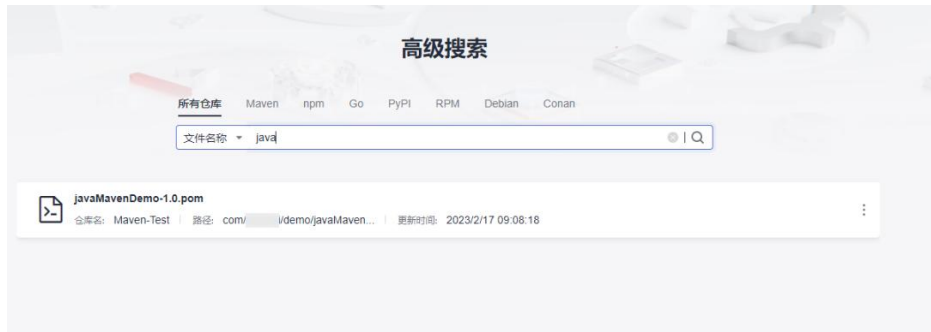 高级搜索
所有仓库 Maven npm Go PyPI RPM Debian Conan
文件名称 java
javaMavenDemo-1.0.pom
仓库名: Maven-Test 路径: com/ i/demo/javaMaven... 更新时间: 2023/2/17 09:08:18